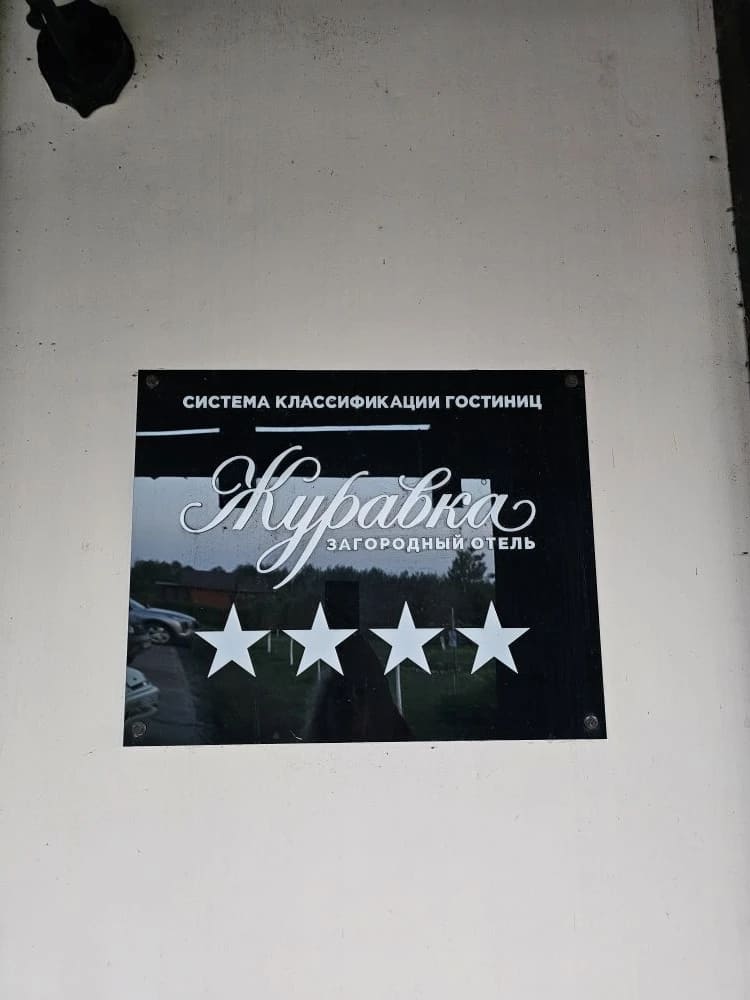 СИСТЕМА КЛАССИФИКАЦИИ ГОСТИНИЦ
Журавка
ЗАГОРОДНЫЙ ОТЕЛЬ